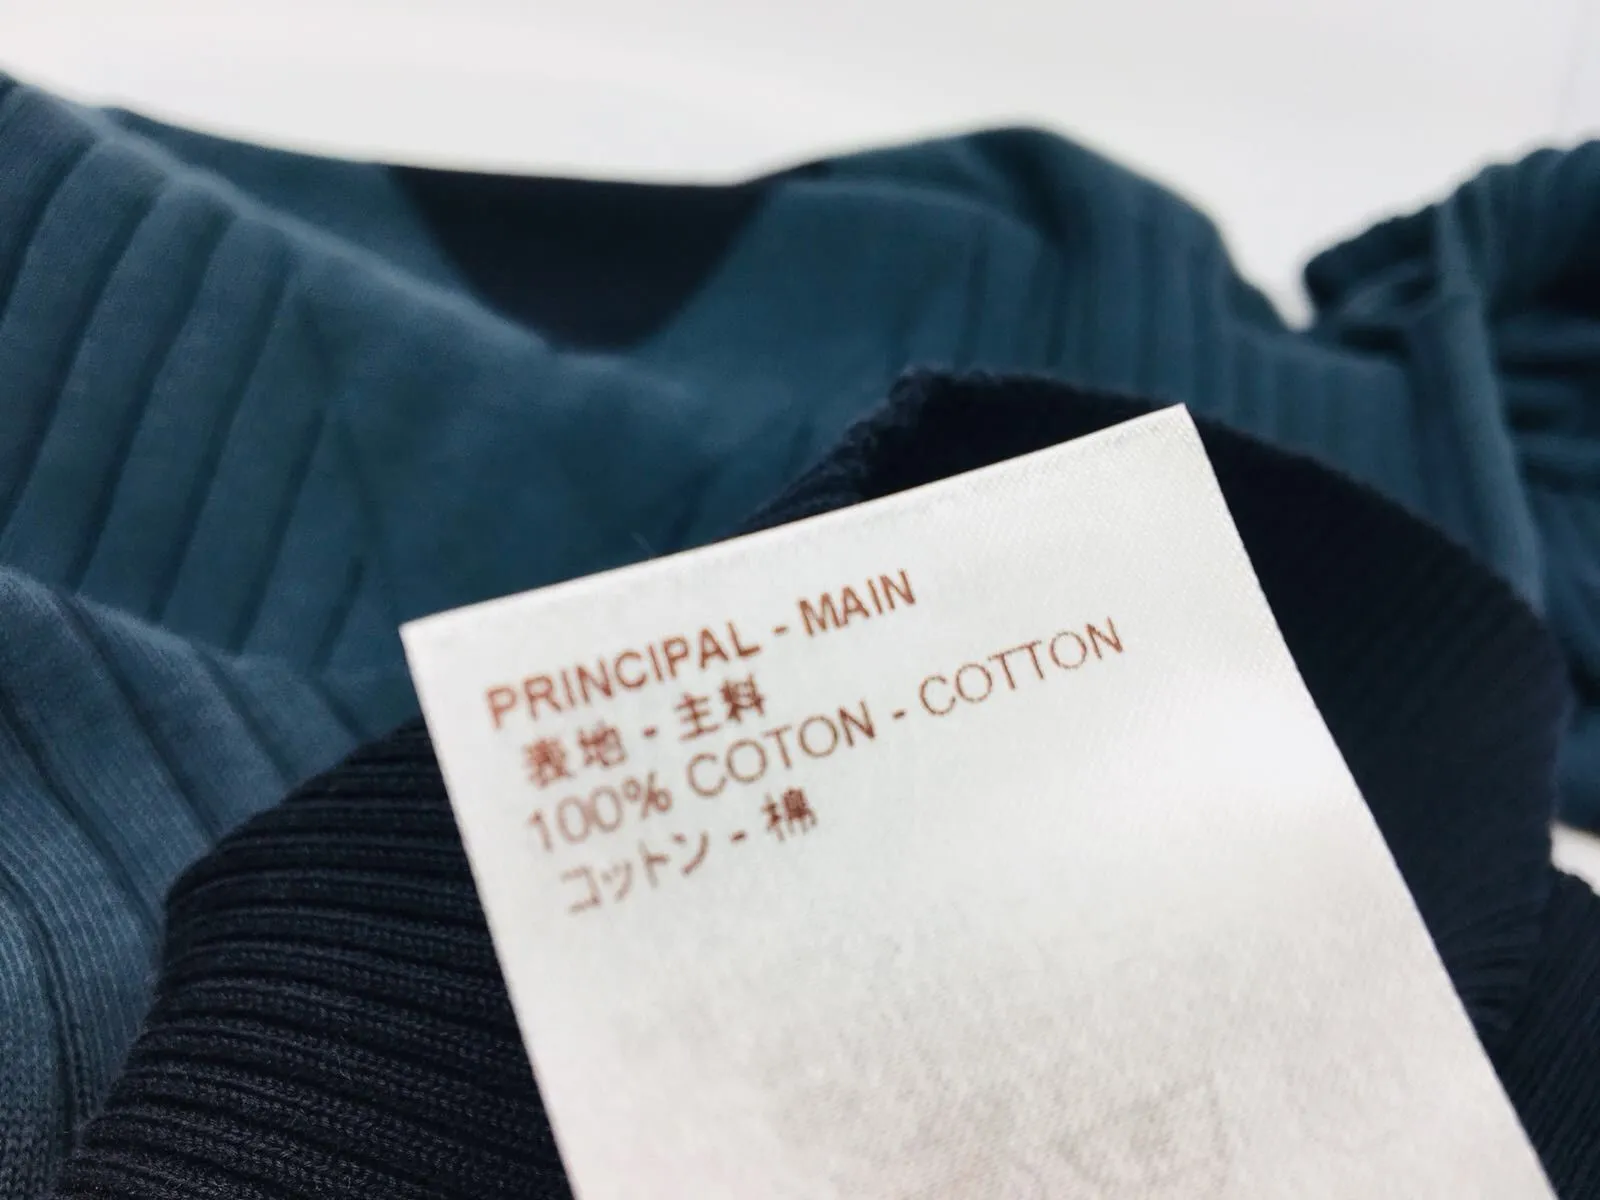 PRINCIPAL - MAIN
表地 - 主料
100% COTON - COTTON
コットン - 棉